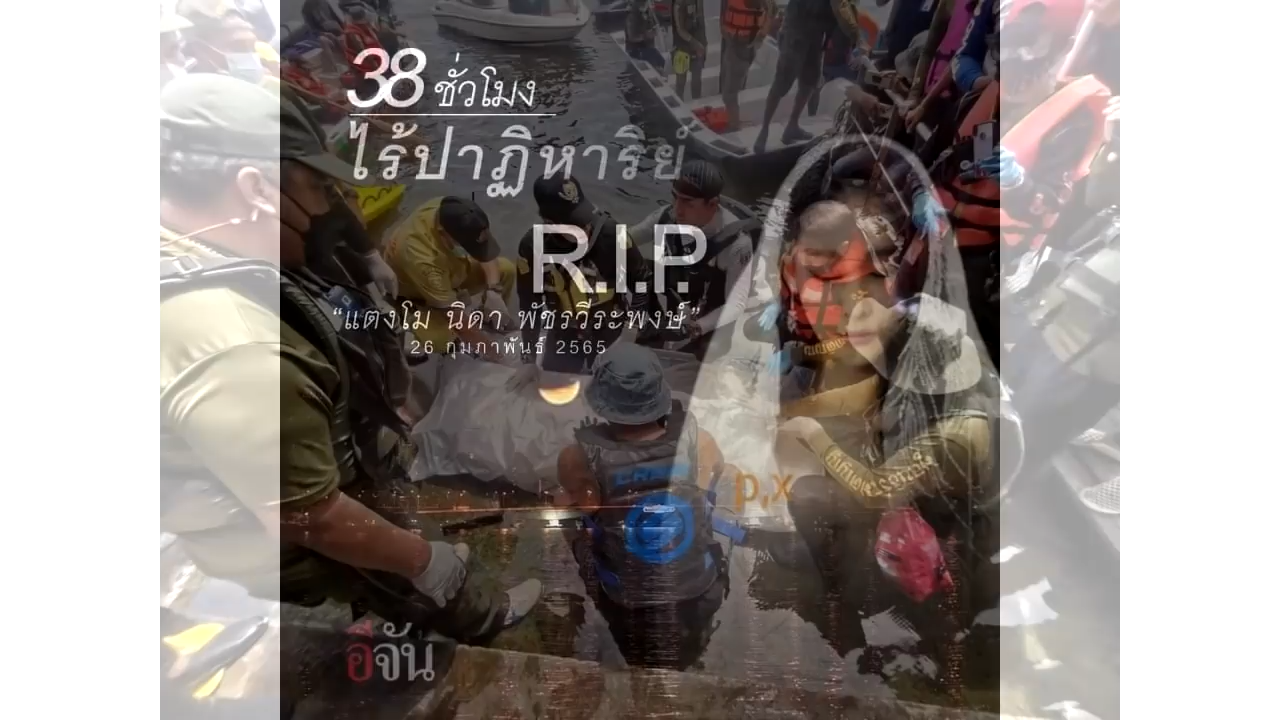 38 ชั่วโมง
ไร้ปาฏิหาริย์
R.I.P.
“แตงโม นิดา พัชรวีระพงษ์”
26 กุมภาพันธ์ 2565
p,x
อีจัน